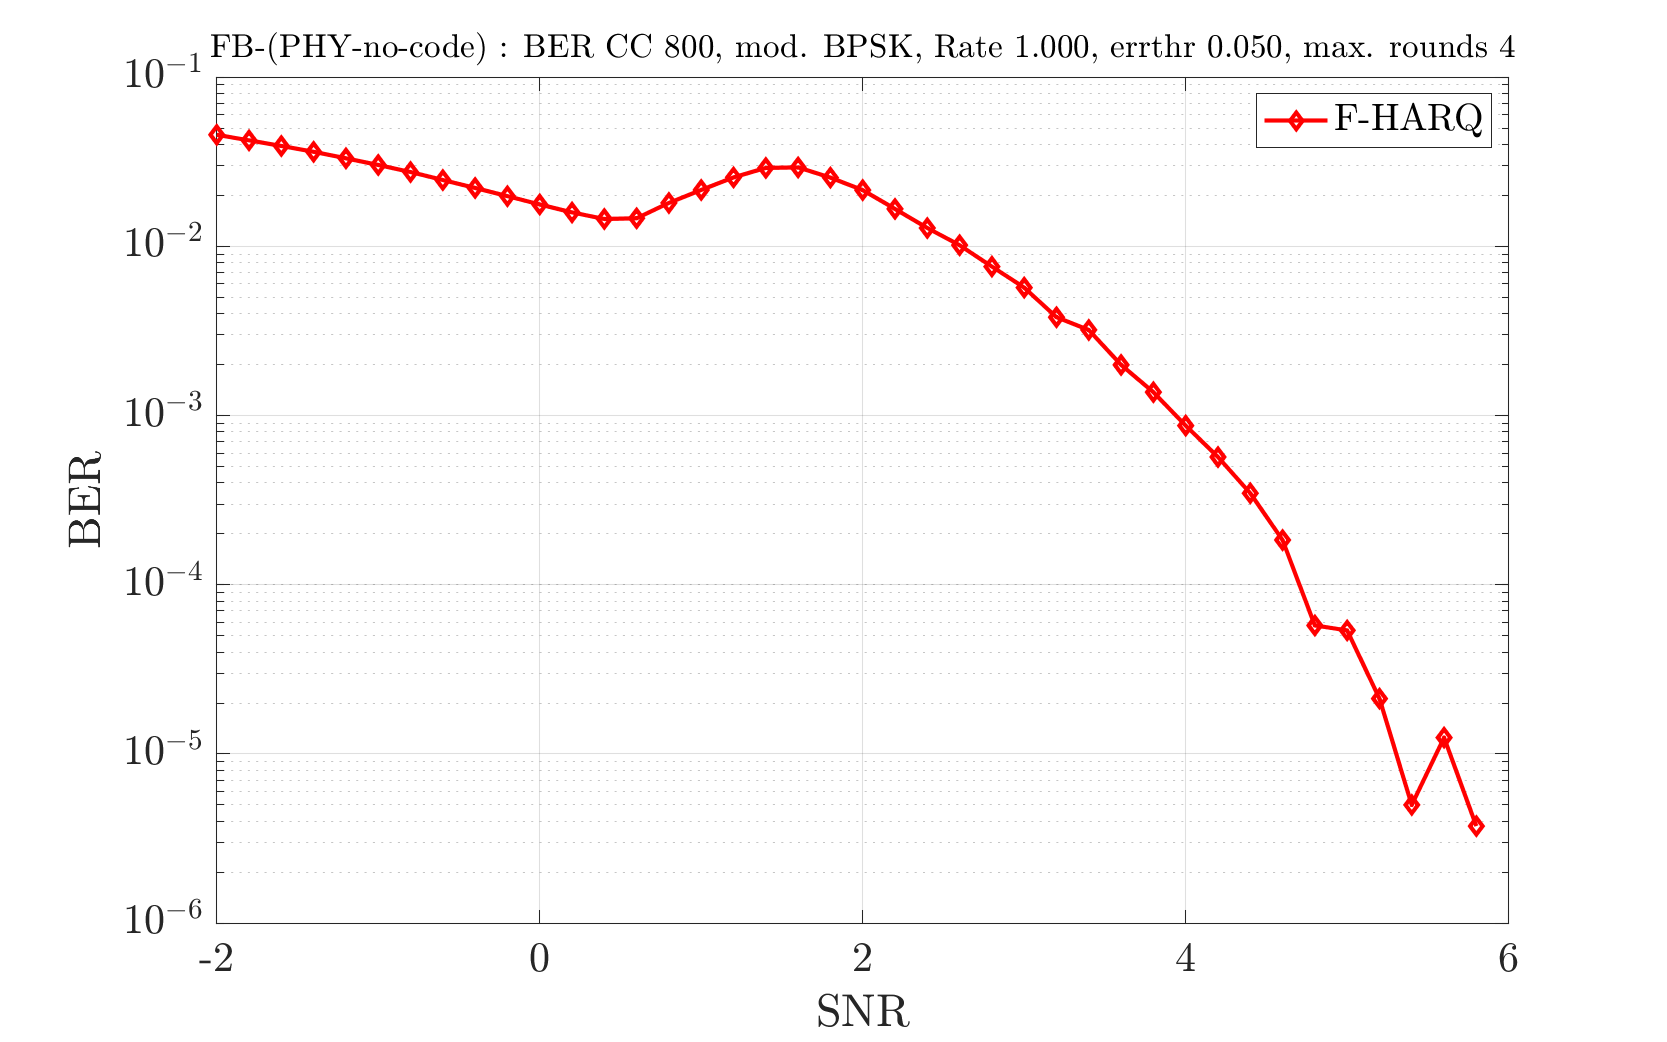 FB-(PHY-no-code) : BER CC 800, mod. BPSK, Rate 1.000, errthr 0.050, max. rounds 4
F-HARQ
10⁻¹
10⁻²
10⁻³
10⁻⁴
10⁻⁵
10⁻⁶
BER
-2 0 2 4 6
SNR